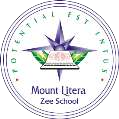 POTENTIAL EST INTUS
Mount Litera
Zee School